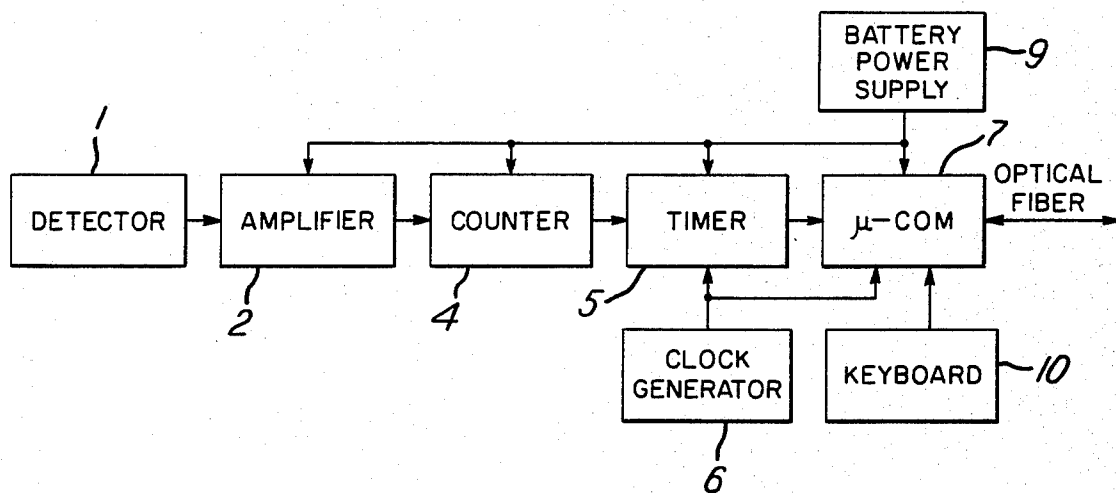 BATTERY
POWER
SUPPLY
9
1
7
OPTICAL
FIBER
DETECTOR
AMPLIFIER
COUNTER
TIMER
μ-COM
2
4
5
CLOCK
GENERATOR
KEYBOARD
10
6